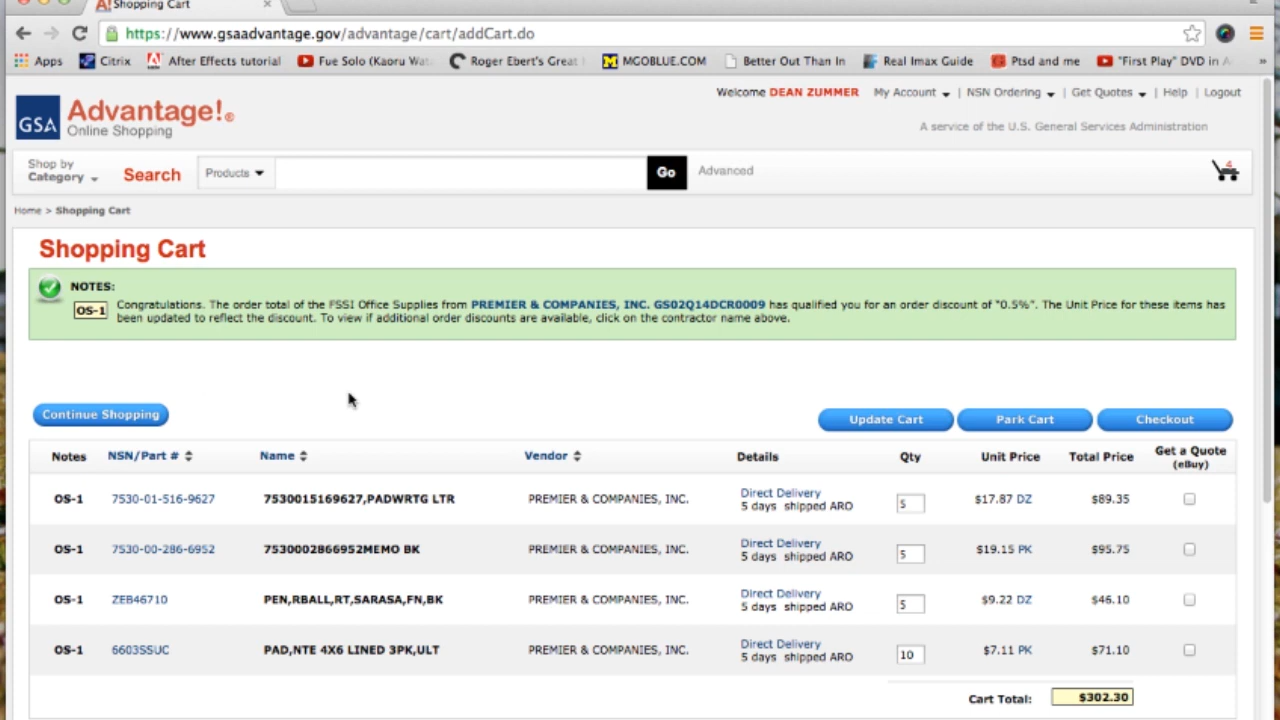 Shopping Cart
https://www.gsaadvantage.gov/advantage/cart/addCart.do
Apps Citrix After Effects tutorial Fue Solo (Kaoru Wat Roger Ebert's Great MGOBLUE.COM Better Out Than In Real Imax Guide Ptsd and me "First Play" DVD in A »
Welcome DEAN ZUMMER My Account | NSN Ordering | Get Quotes | Help | Logout
GSA Advantage!®
Online Shopping
A service of the U.S. General Services Administration
Shop by
Category Search Products Go Advanced 4
Home > Shopping Cart
Shopping Cart
NOTES:
OS-1 Congratulations. The order total of the FSSI Office Supplies from PREMIER & COMPANIES, INC. GS02Q14DCR0009 has qualified you for an order discount of "0.5%". The Unit Price for these items has
been updated to reflect the discount. To view if additional order discounts are available, click on the contractor name above.
Continue Shopping Update Cart Park Cart Checkout
Notes NSN/Part # Name Vendor Details Qty Unit Price Total Price Get a Quote
(eBuy)
OS-1 7530-01-516-9627 7530015169627,PADWRTG LTR PREMIER & COMPANIES, INC. Direct Delivery 5 $17.87 DZ $89.35
5 days shipped ARO
OS-1 7530-00-286-6952 7530002866952MEMO BK PREMIER & COMPANIES, INC. Direct Delivery 5 $19.15 PK $95.75
5 days shipped ARO
OS-1 ZEB46710 PEN,RBALL,RT,SARASA,FN,BK PREMIER & COMPANIES, INC. Direct Delivery 5 $9.22 DZ $46.10
5 days shipped ARO
OS-1 6603SSUC PAD,NTE 4X6 LINED 3PK,ULT PREMIER & COMPANIES, INC. Direct Delivery 10 $7.11 PK $71.10
5 days shipped ARO
Cart Total: $302.30